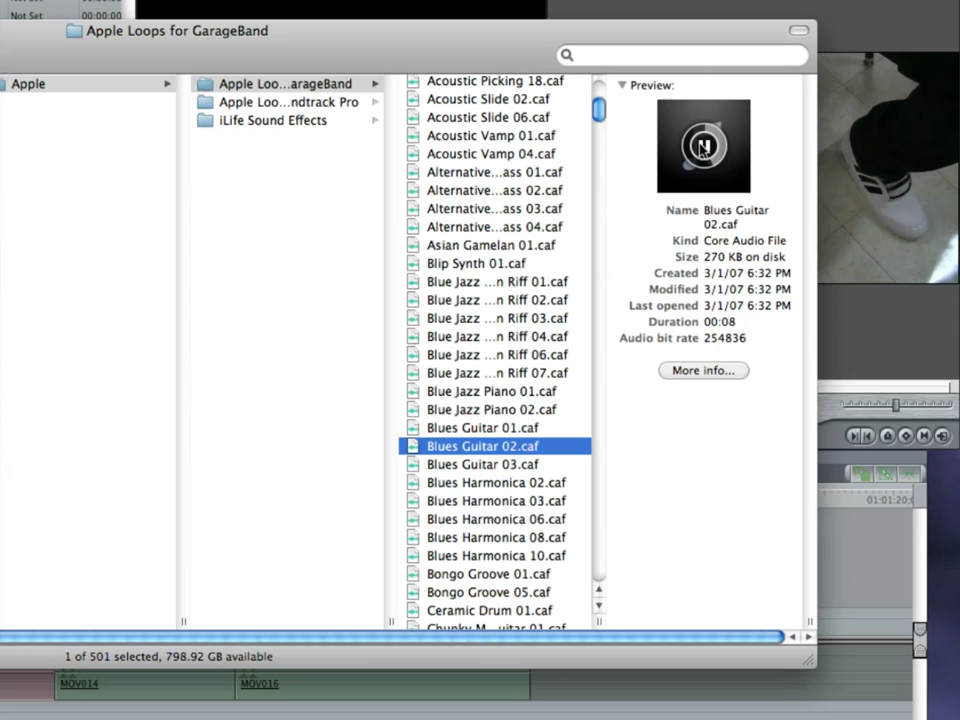 Not Set
00:00:00
Not Set
00:00:00
Apple Loops for GarageBand
Apple
Apple Loo...arageBand
Apple Loo...ndtrack Pro
iLife Sound Effects
Acoustic Picking 18.caf
Acoustic Slide 02.caf
Acoustic Slide 06.caf
Acoustic Vamp 01.caf
Acoustic Vamp 04.caf
Alternative...ass 01.caf
Alternative...ass 02.caf
Alternative...ass 03.caf
Alternative...ass 04.caf
Asian Gamelan 01.caf
Blip Synth 01.caf
Blue Jazz ...n Riff 01.caf
Blue Jazz ...n Riff 02.caf
Blue Jazz ...n Riff 03.caf
Blue Jazz ...n Riff 04.caf
Blue Jazz ...n Riff 06.caf
Blue Jazz ...n Riff 07.caf
Blue Jazz Piano 01.caf
Blue Jazz Piano 02.caf
Blues Guitar 01.caf
Blues Guitar 02.caf
Blues Guitar 03.caf
Blues Harmonica 02.caf
Blues Harmonica 03.caf
Blues Harmonica 06.caf
Blues Harmonica 08.caf
Blues Harmonica 10.caf
Bongo Groove 01.caf
Bongo Groove 05.caf
Ceramic Drum 01.caf
Preview:
Name Blues Guitar
02.caf
Kind Core Audio File
Size 270 KB on disk
Created 3/1/07 6:32 PM
Modified 3/1/07 6:32 PM
Last opened 3/1/07 6:32 PM
Duration 00:08
Audio bit rate 254836
More info...
01:01:20;
1 of 501 selected, 798.92 GB available
MOV014
MOV016